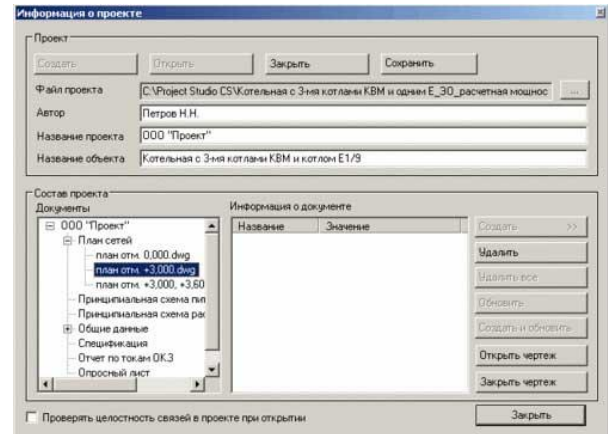 Информация о проекте
Проект
Создать
Открыть
Закрыть
Сохранить
Файл проекта
C:\Project Studio CS\Котельная с 3-мя котлами КВМ и одним Е_ЭО_расчетная мощнос
...
Автор
Петров Н.Н.
Название проекта
ООО "Проект"
Название объекта
Котельная с 3-мя котлами КВМ и котлом Е1/9
Состав проекта
Документы
ООО "Проект"
План сетей
план отм. 0,000.dwg
план отм. +3,000.dwg
план отм. +3,000, +3,60
Принципиальная схема пит
Принципиальная схема рас
Общие данные
Спецификация
Отчет по токам ОКЗ
Опросный лист
Информация о документе
Название Значение
Создать >>
Удалить
Удалить все
Обновить
Создать и обновить
Открыть чертеж
Закрыть чертеж
Проверять целостность связей в проекте при открытии
Закрыть